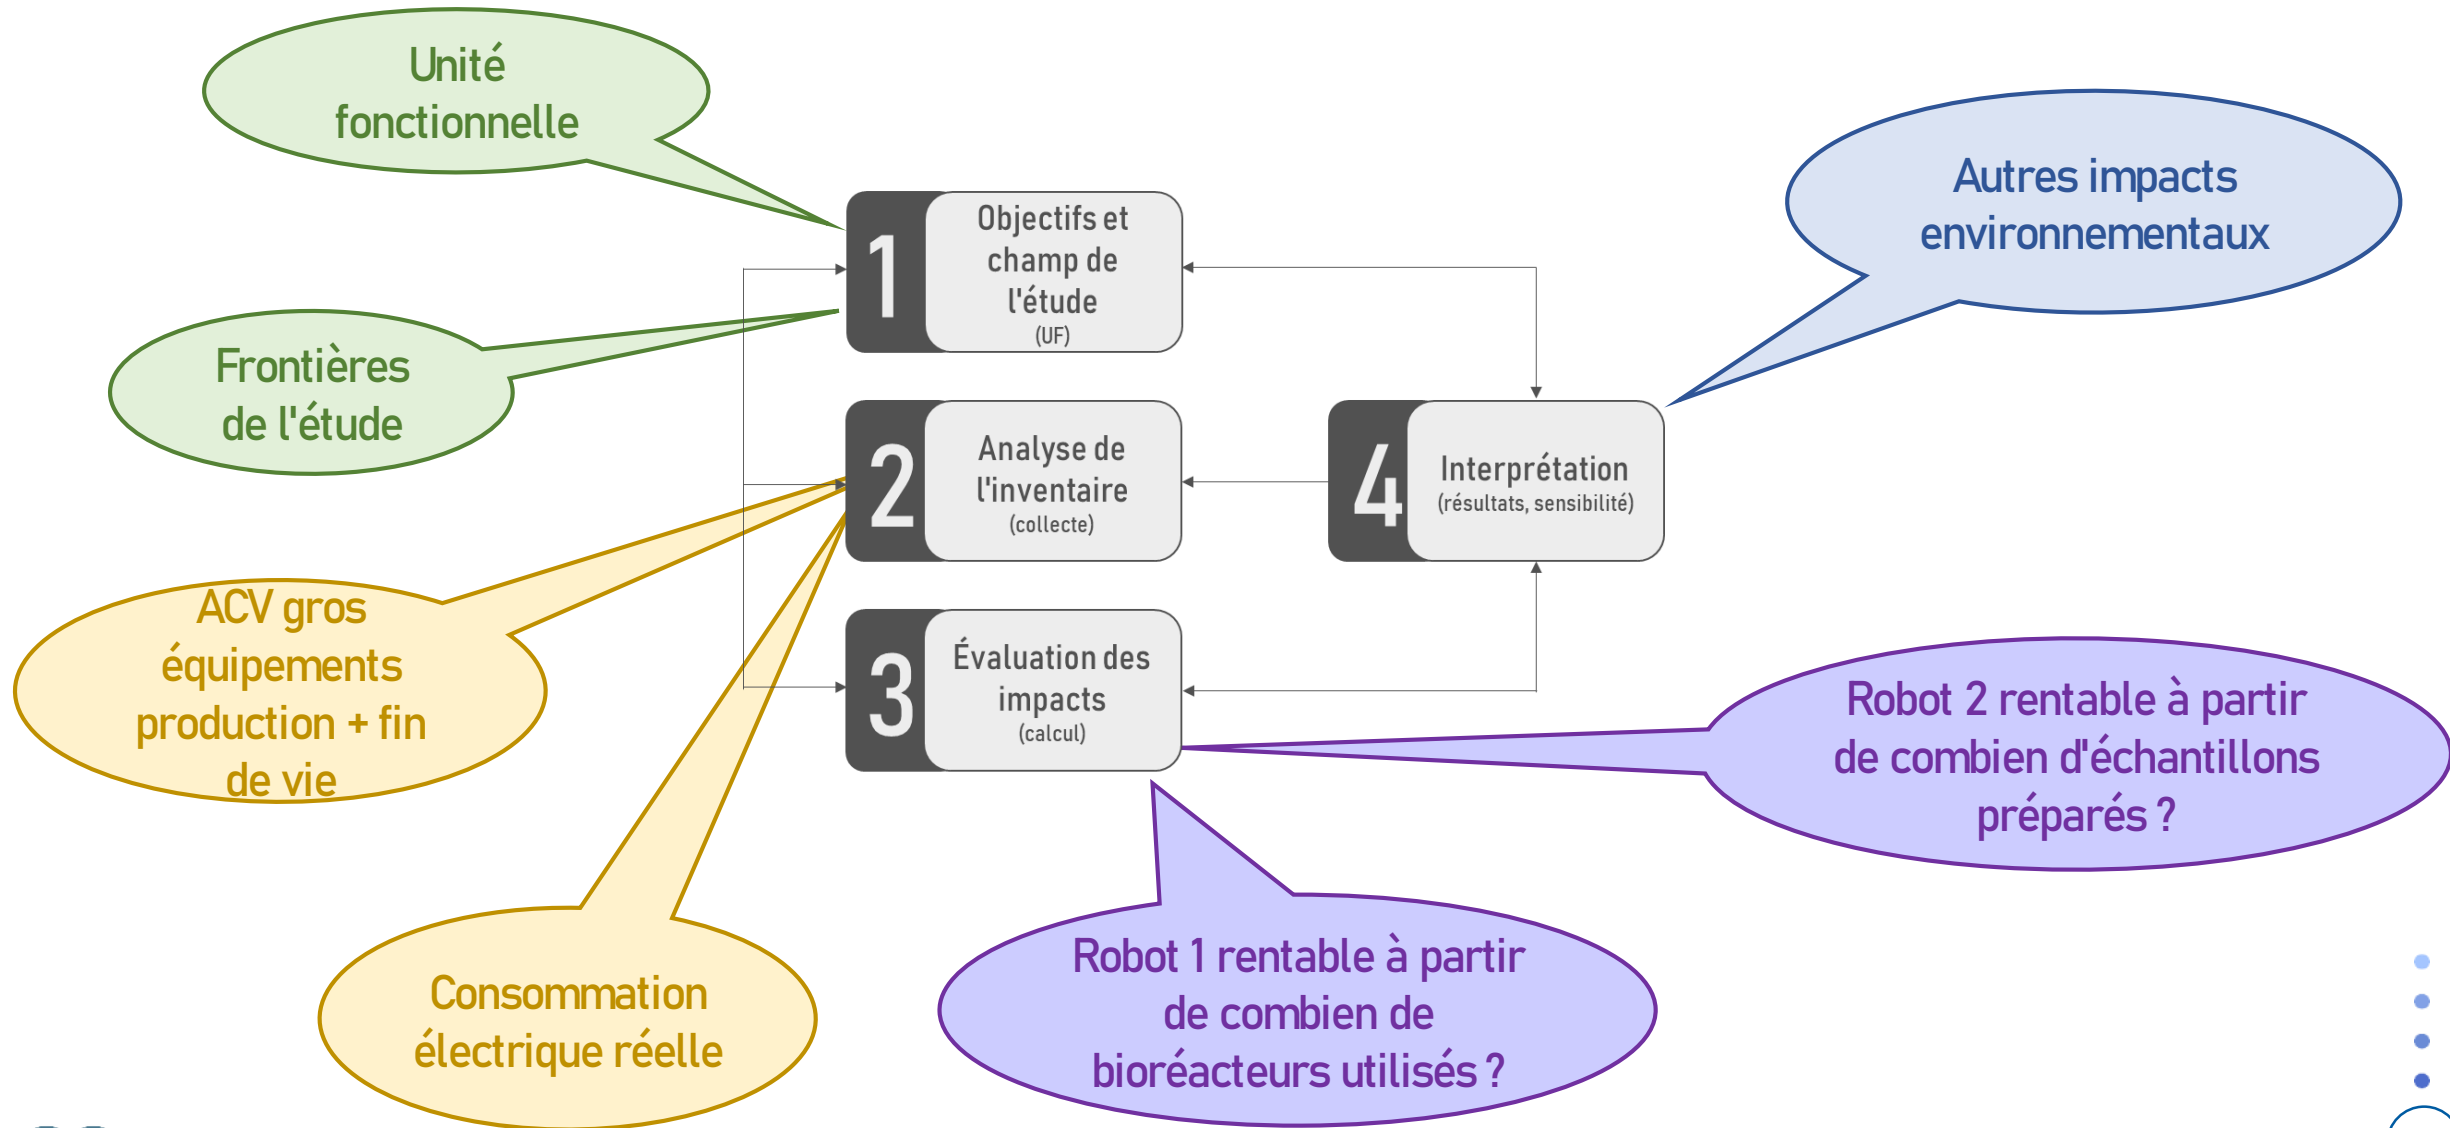 Unité
fonctionnelle
Autres impacts
environnementaux
1
Objectifs et
champ de
l'étude
(UF)
Frontières
de l'étude
2
Analyse de
l'inventaire
(collecte)
4
Interprétation
(résultats, sensibilité)
ACV gros
équipements
production + fin
de vie
3
Évaluation des
impacts
(calcul)
Robot 2 rentable à partir
de combien d'échantillons
préparés ?
Consommation
électrique réelle
Robot 1 rentable à partir
de combien de
bioréacteurs utilisés ?